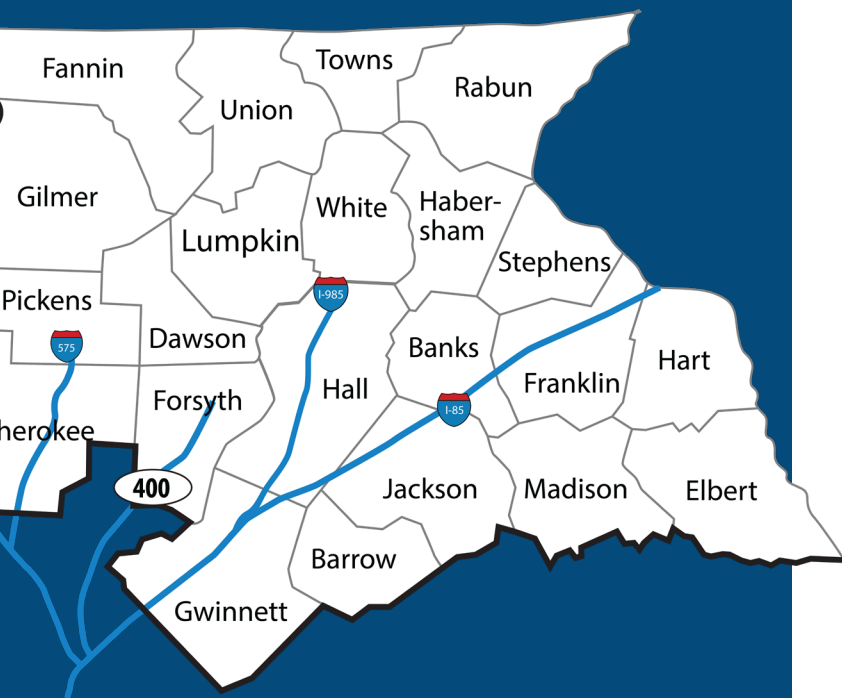 Towns
Fannin
Rabun
Union
Gilmer
White
Haber-
sham
Lumpkin
Stephens
I-985
Pickens
Dawson
575
Banks
Hart
Franklin
Hall
Forsyth
I-85
herokee
400
Jackson
Madison
Elbert
Barrow
Gwinnett